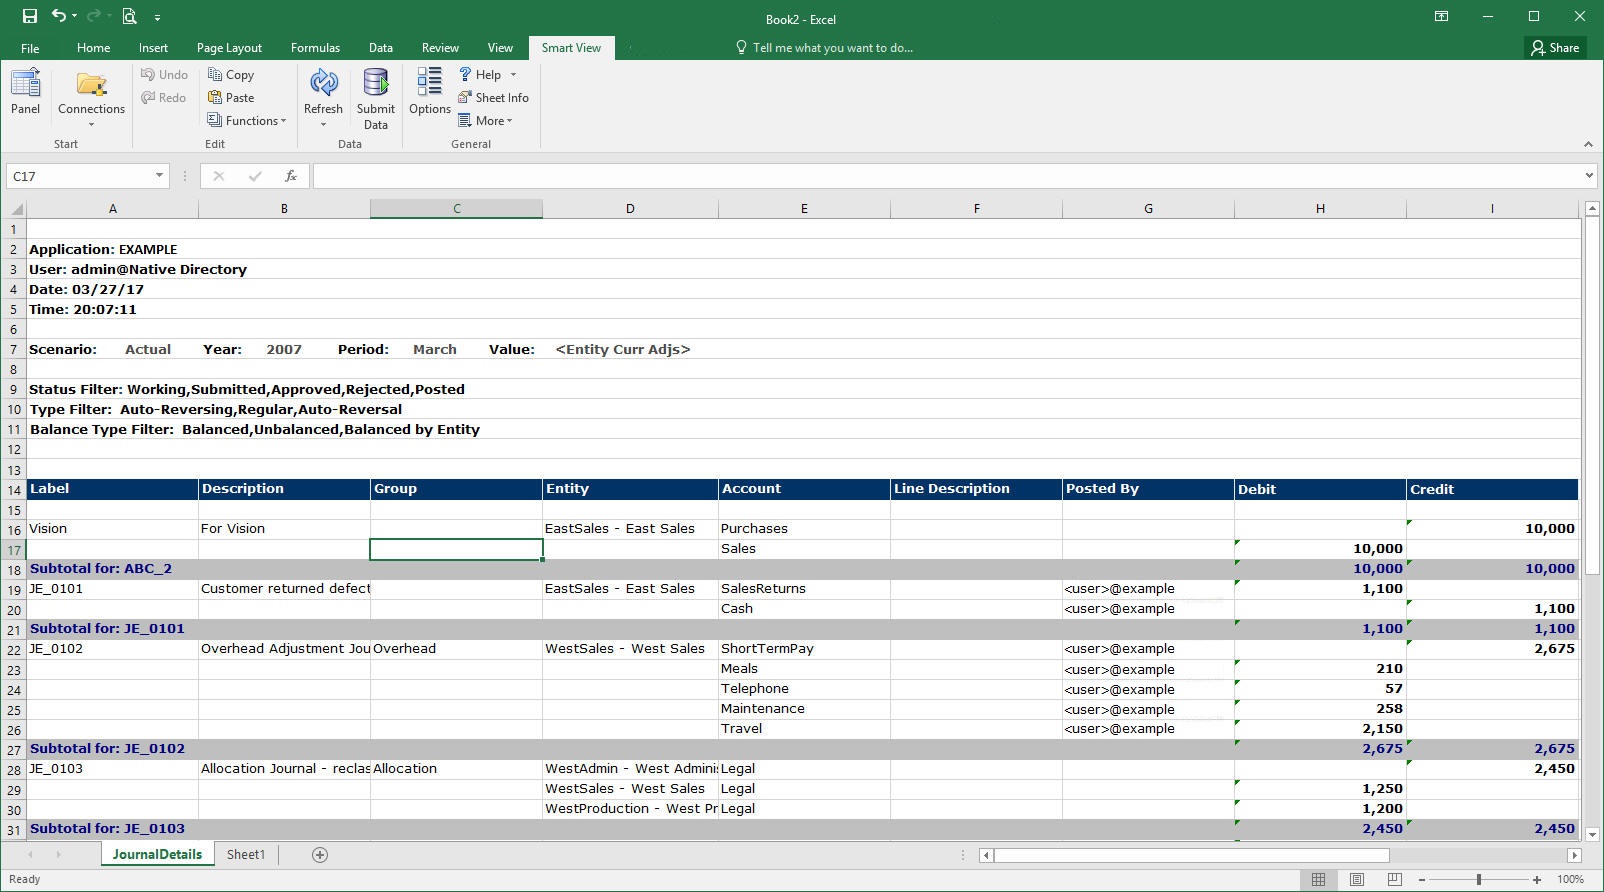 Book2 - Excel
File Home Insert Page Layout Formulas Data Review View Smart View Tell me what you want to do... Share
Panel Connections Undo Redo Copy Paste Functions Refresh Submit Data Options Help Sheet Info More
Start Edit Data General
C17 fx
A B C D E F G H I
1
2 Application: EXAMPLE
3 User: admin@Native Directory
4 Date: 03/27/17
5 Time: 20:07:11
6
7 Scenario: Actual Year: 2007 Period: March Value: <Entity Curr Adjs>
8
9 Status Filter: Working,Submitted,Approved,Rejected,Posted
10 Type Filter: Auto-Reversing,Regular,Auto-Reversal
11 Balance Type Filter: Balanced,Unbalanced,Balanced by Entity
12
13
14 Label Description Group Entity Account Line Description Posted By Debit Credit
15
16 Vision For Vision EastSales - East Sales Purchases 10,000
17 Sales 10,000
18 Subtotal for: ABC_2 10,000 10,000
19 JE_0101 Customer returned defect EastSales - East Sales SalesReturns <user>@example 1,100
20 Cash <user>@example 1,100
21 Subtotal for: JE_0101 1,100 1,100
22 JE_0102 Overhead Adjustment Jou Overhead WestSales - West Sales ShortTermPay <user>@example 2,675
23 Meals <user>@example 210
24 Telephone <user>@example 57
25 Maintenance <user>@example 258
26 Travel <user>@example 2,150
27 Subtotal for: JE_0102 2,675 2,675
28 JE_0103 Allocation Journal - reclas Allocation WestAdmin - West Adminis Legal 2,450
29 WestSales - West Sales Legal 1,250
30 WestProduction - West Pr Legal 1,200
31 Subtotal for: JE_0103 2,450 2,450
JournalDetails Sheet1
Ready 100%